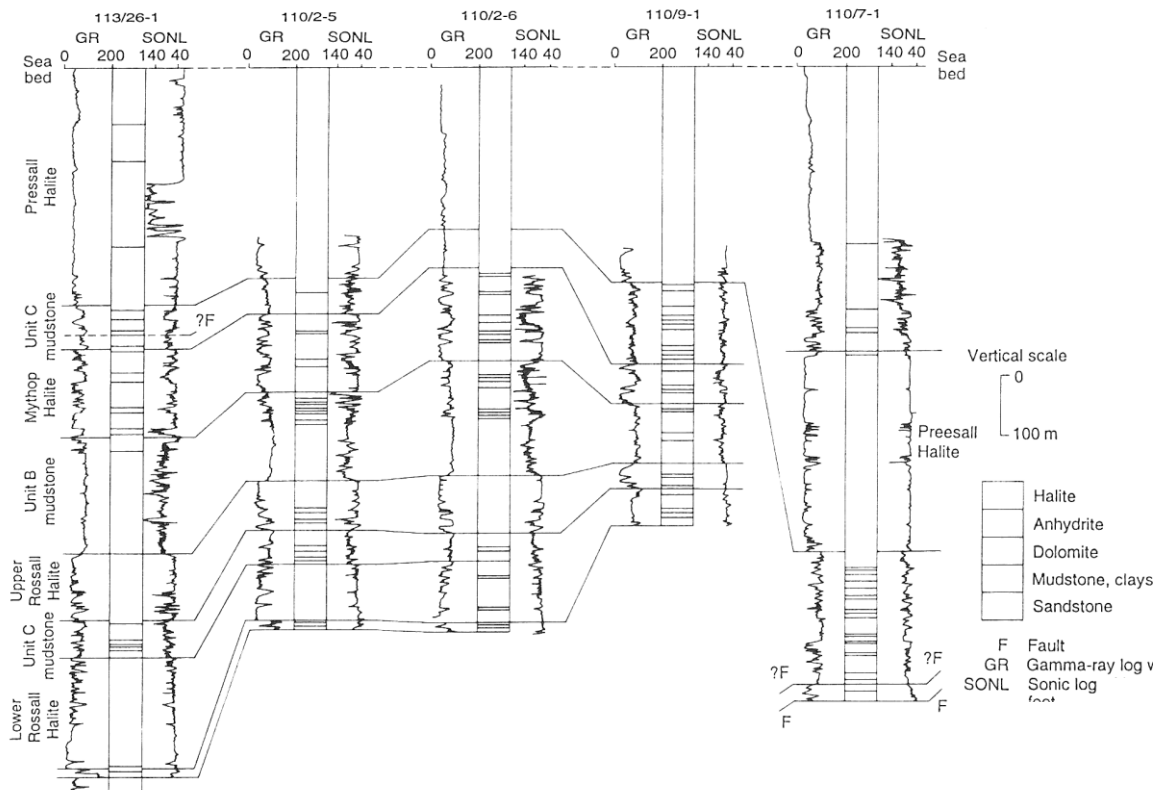 113/26-1 110/2-5 110/2-6 110/9-1 110/7-1
GR SONL GR SONL GR SONL GR SONL GR SONL
Sea bed 0 200 140 40 0 200 140 40 0 200 140 40 0 200 140 40 0 200 140 40 Sea bed
Pressall
Halite
Unit C
mudstone
?F
Mythop
Halite
Unit B
mudstone
Upper
Rossall
Halite
Unit C
mudstone
Lower
Rossall
Halite
Preesall
Halite
?F
F
?F
F
Vertical scale
0
100 m
Halite
Anhydrite
Dolomite
Mudstone, clays
Sandstone
F Fault
GR Gamma-ray log
SONL Sonic log